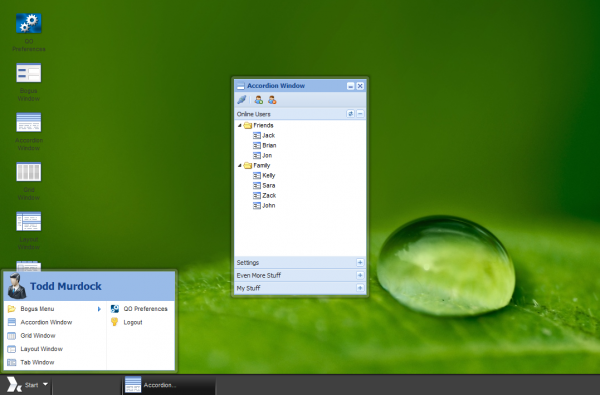 QO
Preferences
Bogus
Window
Accordion
Window
Grid
Window
Layout
Window
Accordion Window
Online Users
Friends
Jack
Brian
Jon
Family
Kelly
Sara
Zack
John
Settings
Even More Stuff
My Stuff
Todd Murdock
Bogus Menu
Accordion Window
Grid Window
Layout Window
Tab Window
QO Preferences
Logout
Start
Accordion...